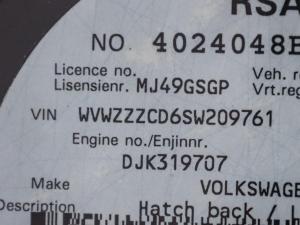 RSA
NO. 4024048E
Licence no. Veh. r
Lisensienr. MJ49GSGP Vrt.reg
VIN WVWZZZCD6SW209761
Engine no./Enjinnr.
DJK319707
Make VOLKSWAGE
Description Hatch back / L